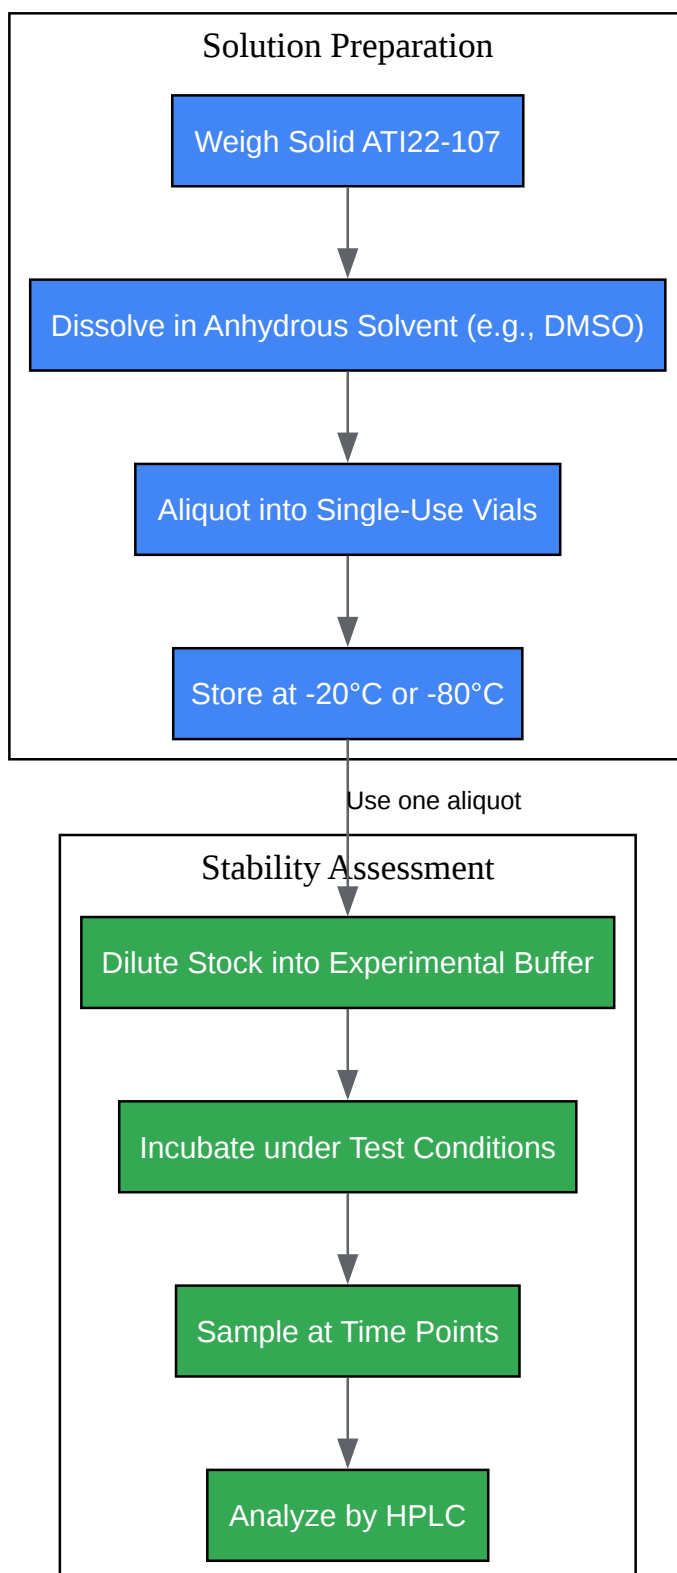 Solution Preparation
Weigh Solid ATI22-107
Dissolve in Anhydrous Solvent (e.g., DMSO)
Aliquot into Single-Use Vials
Store at -20°C or -80°C
Use one aliquot
Stability Assessment
Dilute Stock into Experimental Buffer
Incubate under Test Conditions
Sample at Time Points
Analyze by HPLC